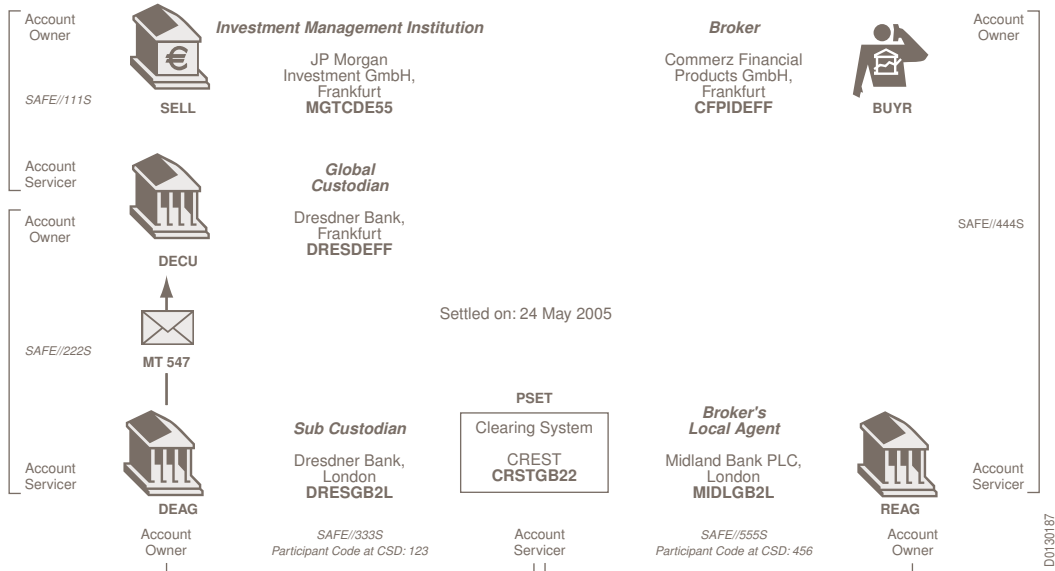 Account
Owner
Investment Management Institution
Broker
Account
Owner
JP Morgan
Investment GmbH,
Frankfurt
MGTCDE55
Commerz Financial
Products GmbH,
Frankfurt
CFPIDEFF
€
SAFE//111S
SELL
BUYR
Account
Servicer
Global
Custodian
Account
Owner
Dresdner Bank,
Frankfurt
DRESDEFF
SAFE//444S
DECU
Settled on: 24 May 2005
SAFE//222S
MT 547
PSET
Sub Custodian
Clearing System
Broker's
Local Agent
Account
Servicer
Dresdner Bank,
London
DRESGB2L
CREST
CRSTGB22
Midland Bank PLC,
London
MIDLGB2L
Account
Servicer
DEAG
REAG
Account
Owner
SAFE//333S
Participant Code at CSD: 123
Account
Servicer
SAFE//555S
Participant Code at CSD: 456
Account
Owner
D0130187